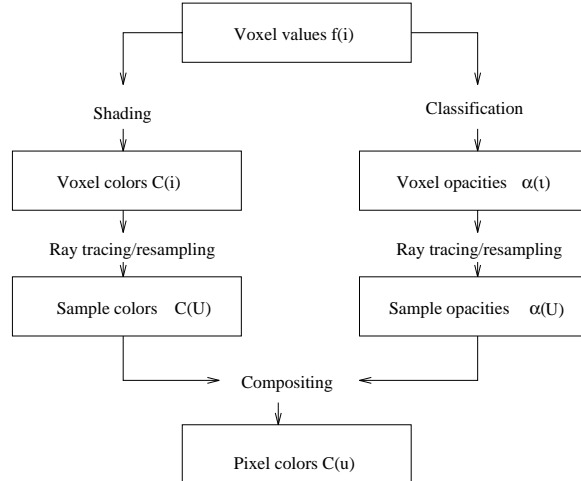 Voxel values f(i)
Shading
Classification
Voxel colors C(i)
Voxel opacities α(ι)
Ray tracing/resampling
Ray tracing/resampling
Sample colors C(U)
Sample opacities α(U)
Compositing
Pixel colors C(u)